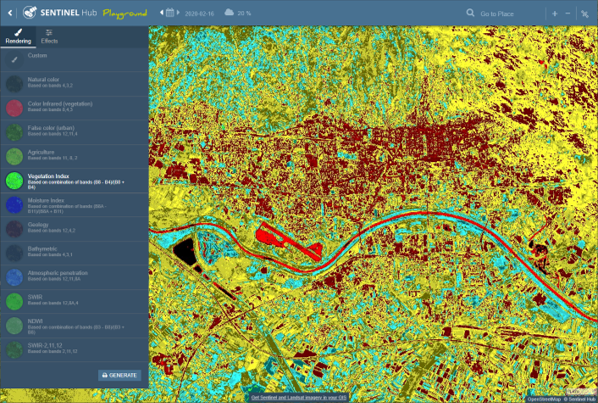 SENTINEL Hub Playground
2020-02-16
20 %
Go to Place
Rendering
Effects
Custom
Natural color
Based on bands 4,3,2
Color Infrared (vegetation)
Based on bands 8,4,3
False color (urban)
Based on bands 12,11,4
Agriculture
Based on bands 11, 8, 2
Vegetation Index
Based on combination of bands (B8 - B4)/(B8 +
B4)
Moisture Index
Based on combination of bands (B8A -
B11)/(B8A + B11)
Geology
Based on bands 12,4,2
Bathymetric
Based on bands 4,3,1
Atmospheric penetration
Based on bands 12,11,8A
SWIR
Based on bands 12,8A,4
NDWI
Based on combination of bands (B3 - B8)/(B3 +
B8)
SWIR-2,11,12
Based on bands 2,11,12
GENERATE
Get Sentinel and Landsat imagery in your GIS
OpenStreetMap © Sentinel Hub